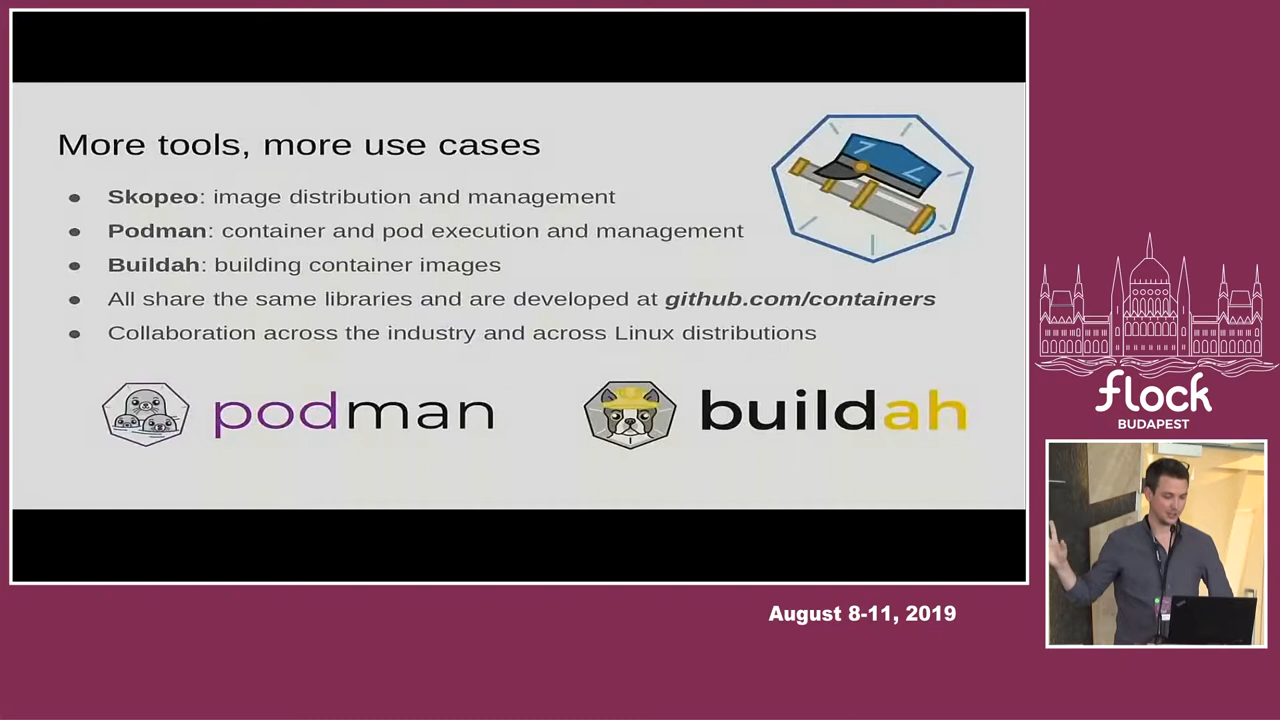 More tools, more use cases
● Skopeo: image distribution and management
● Podman: container and pod execution and management
● Buildah: building container images
● All share the same libraries and are developed at github.com/containers
● Collaboration across the industry and across Linux distributions
podman
buildah
flock
BUDAPEST
August 8-11, 2019